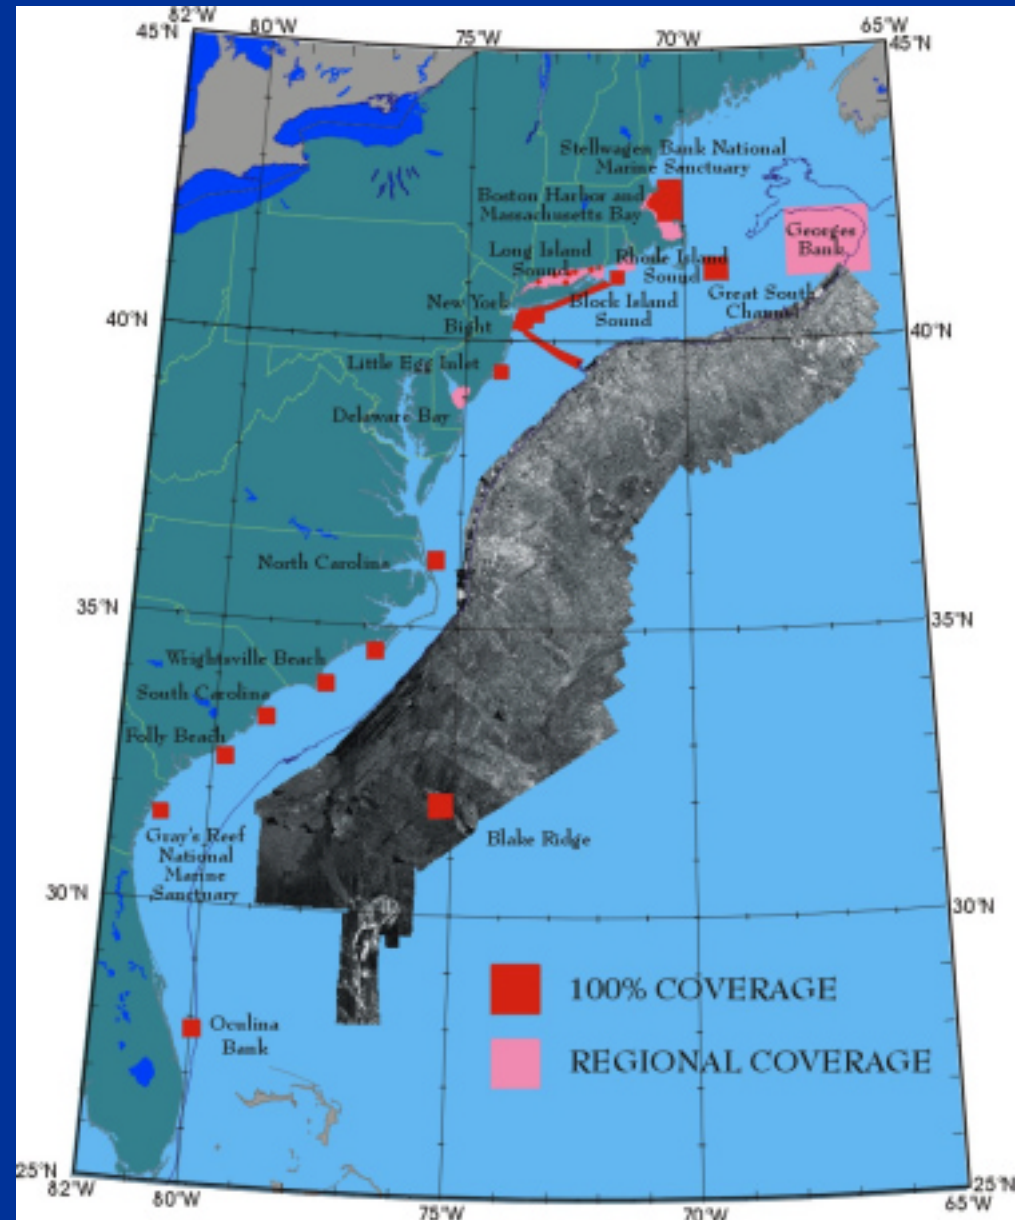 82°W
80°W
75°W
70°W
65°W
45°N
45°N
Stellwagen Bank National
Marine Sanctuary
Boston Harbor and
Massachusetts Bay
Georges
Bank
Long Island
Sound
Rhode Island
Sound
Great South
Channel
New York
Bight
Block Island
Sound
40°N
40°N
Little Egg Inlet
Delaware Bay
North Carolina
35°N
35°N
Wrightsville Beach
South Carolina
Folly Beach
Gray's Reef
National
Marine
Sanctuary
Blake Ridge
30°N
30°N
100% COVERAGE
Oculina
Bank
REGIONAL COVERAGE
25°N
25°N
82°W
80°W
75°W
70°W
65°W